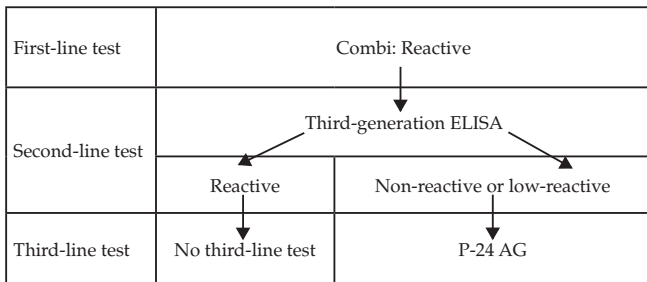 First-line test
Combi: Reactive
Second-line test
Third-generation ELISA
Reactive
Non-reactive or low-reactive
Third-line test
No third-line test
P-24 AG